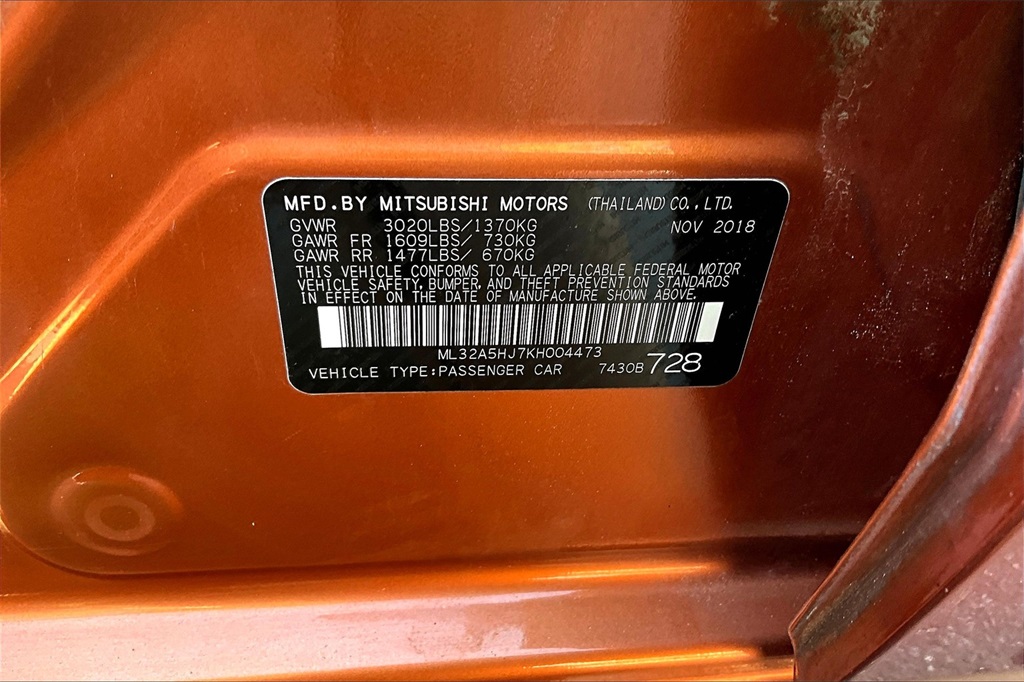 MFD.BY MITSUBISHI MOTORS (THAILAND) CO.,LTD.
GVWR 3020LBS/1370KG NOV 2018
GAWR FR 1609LBS/ 730KG
GAWR RR 1477LBS/ 670KG
THIS VEHICLE CONFORMS TO ALL APPLICABLE FEDERAL MOTOR
VEHICLE SAFETY, BUMPER, AND THEFT PREVENTION STANDARDS
IN EFFECT ON THE DATE OF MANUFACTURE SHOWN ABOVE.
ML32A5HJ7KH004473
VEHICLE TYPE:PASSENGER CAR 7430B 728